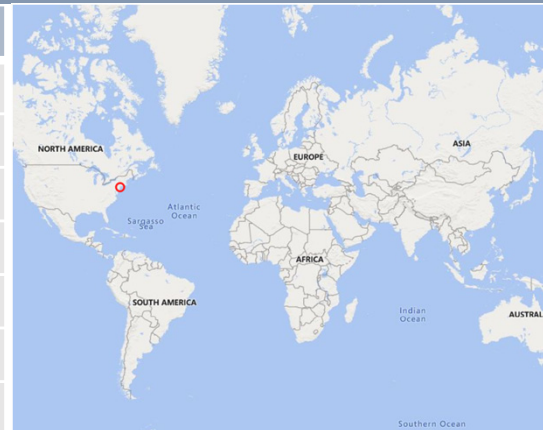 ASIA
NORTH AMERICA
EUROPE
Atlantic
Ocean
Sargasso
Sea
AFRICA
SOUTH AMERICA
Indian
Ocean
AUSTRAL
Southern Ocean